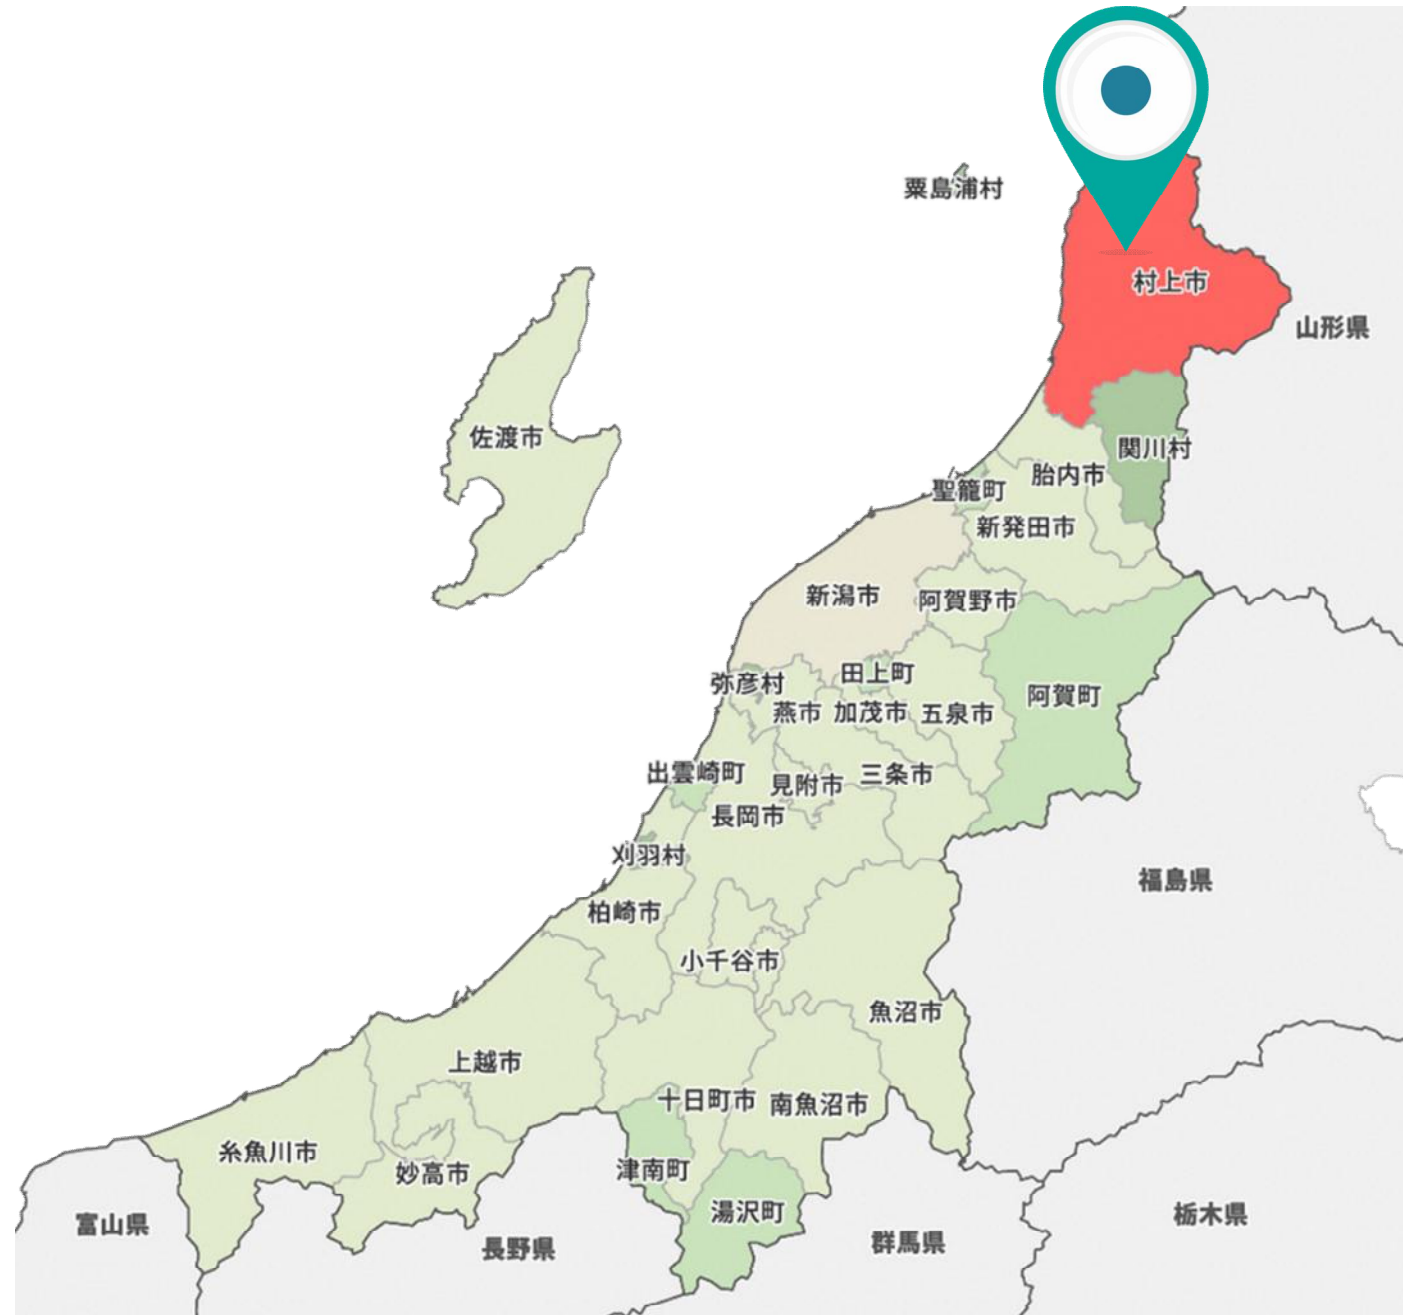 粟島浦村
村上市
山形県
佐渡市
関川村
胎内市
聖籠町
新発田市
新潟市
阿賀野市
田上町
弥彦村
阿賀町
燕市
加茂市
五泉市
出雲崎町
三条市
見附市
長岡市
刈羽村
福島県
柏崎市
小千谷市
魚沼市
上越市
十日町市
南魚沼市
糸魚川市
妙高市
津南町
湯沢町
富山県
長野県
群馬県
栃木県